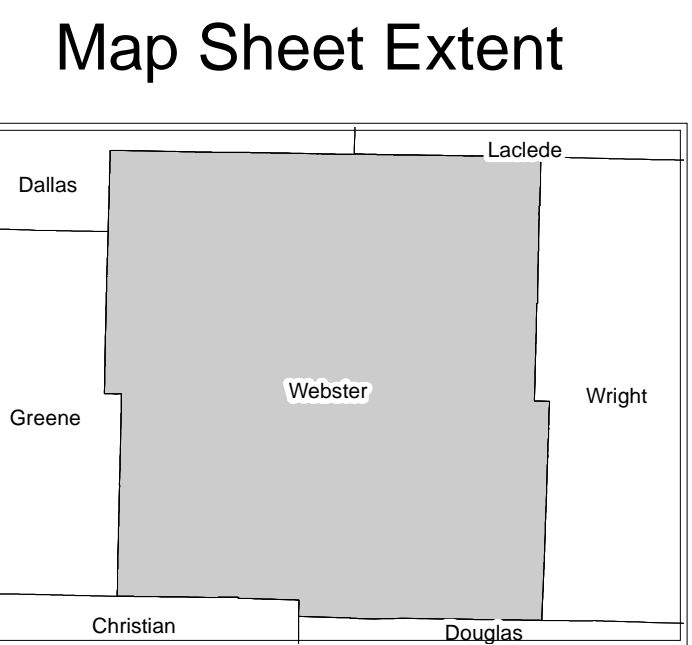 Map Sheet Extent
Laclede
Dallas
Webster
Wright
Greene
Christian
Douglas